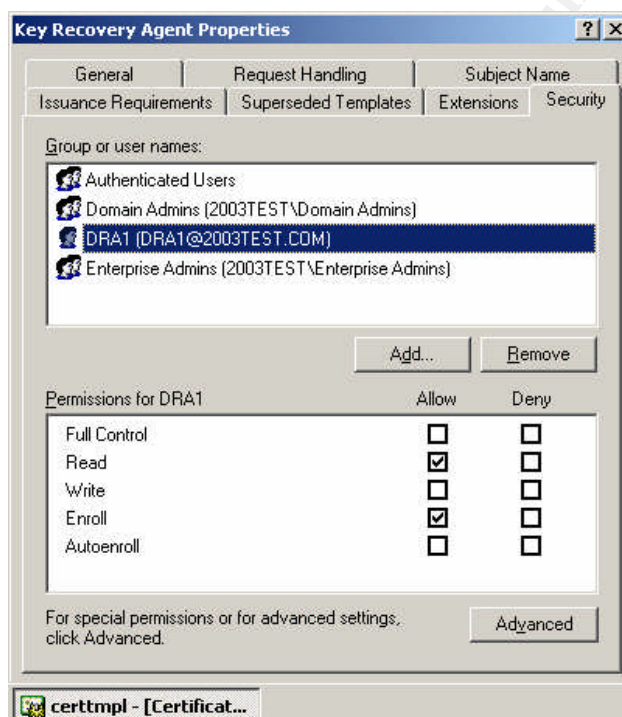 Key Recovery Agent Properties
General Request Handling Subject Name
Issuance Requirements Superseded Templates Extensions Security
Group or user names:
Authenticated Users
Domain Admins (2003TEST\Domain Admins)
DRA1 (DRA1@2003TEST.COM)
Enterprise Admins (2003TEST\Enterprise Admins)
Add... Remove
Permissions for DRA1 Allow Deny
Full Control
Read
Write
Enroll
Autoenroll
For special permissions or for advanced settings,
click Advanced.
Advanced
certtmpl - [Certificat...